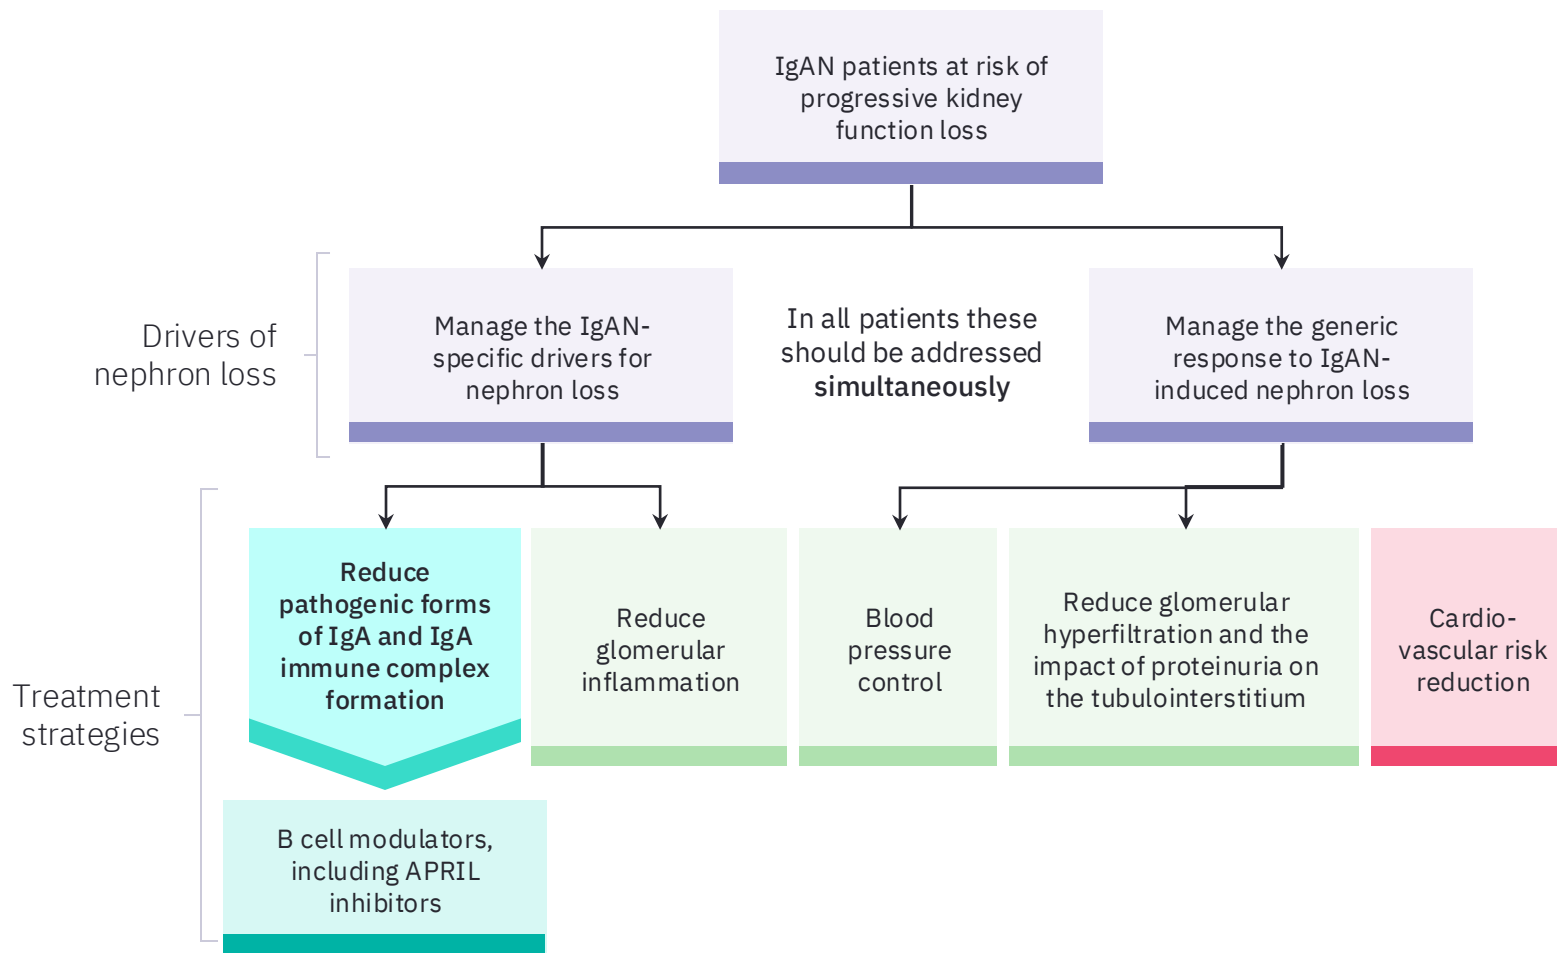 IgAN patients at risk of
progressive kidney
function loss
Drivers of
nephron loss
Manage the IgAN-
specific drivers for
nephron loss
In all patients these
should be addressed
simultaneously
Manage the generic
response to IgAN-
induced nephron loss
Treatment
strategies
Reduce
pathogenic forms
of IgA and IgA
immune complex
formation
Reduce
glomerular
inflammation
Blood
pressure
control
Reduce glomerular
hyperfiltration and the
impact of proteinuria on
the tubulointerstitium
Cardio-
vascular risk
reduction
B cell modulators,
including APRIL
inhibitors